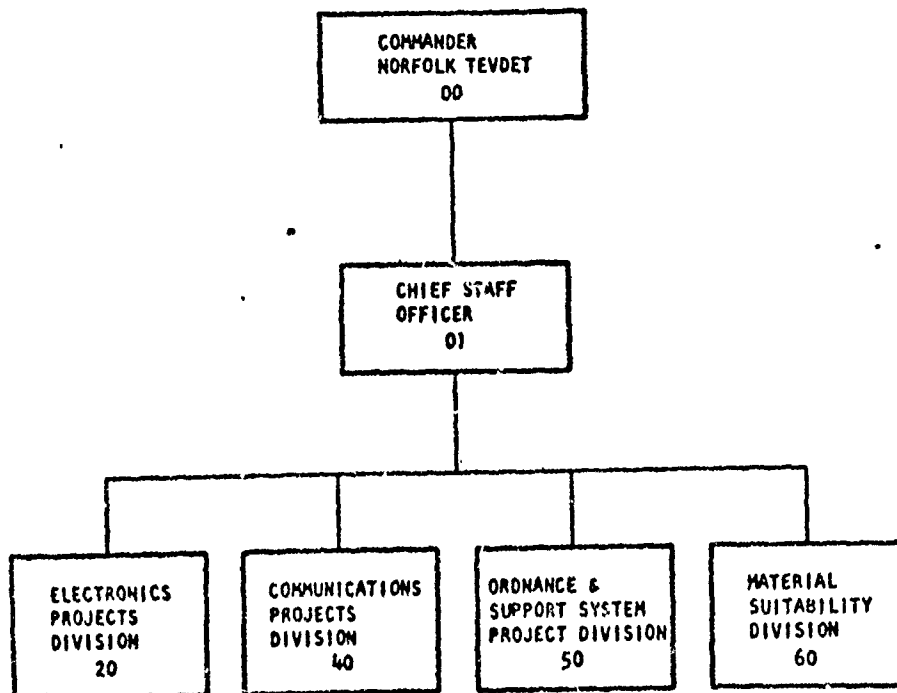 COMMANDER
NORFOLK TEVDET
00
CHIEF STAFF
OFFICER
01
ELECTRONICS
PROJECTS
DIVISION
20
COMMUNICATIONS
PROJECTS
DIVISION
40
ORDNANCE &
SUPPORT SYSTEM
PROJECT DIVISION
50
MATERIAL
SUITABILITY
DIVISION
60